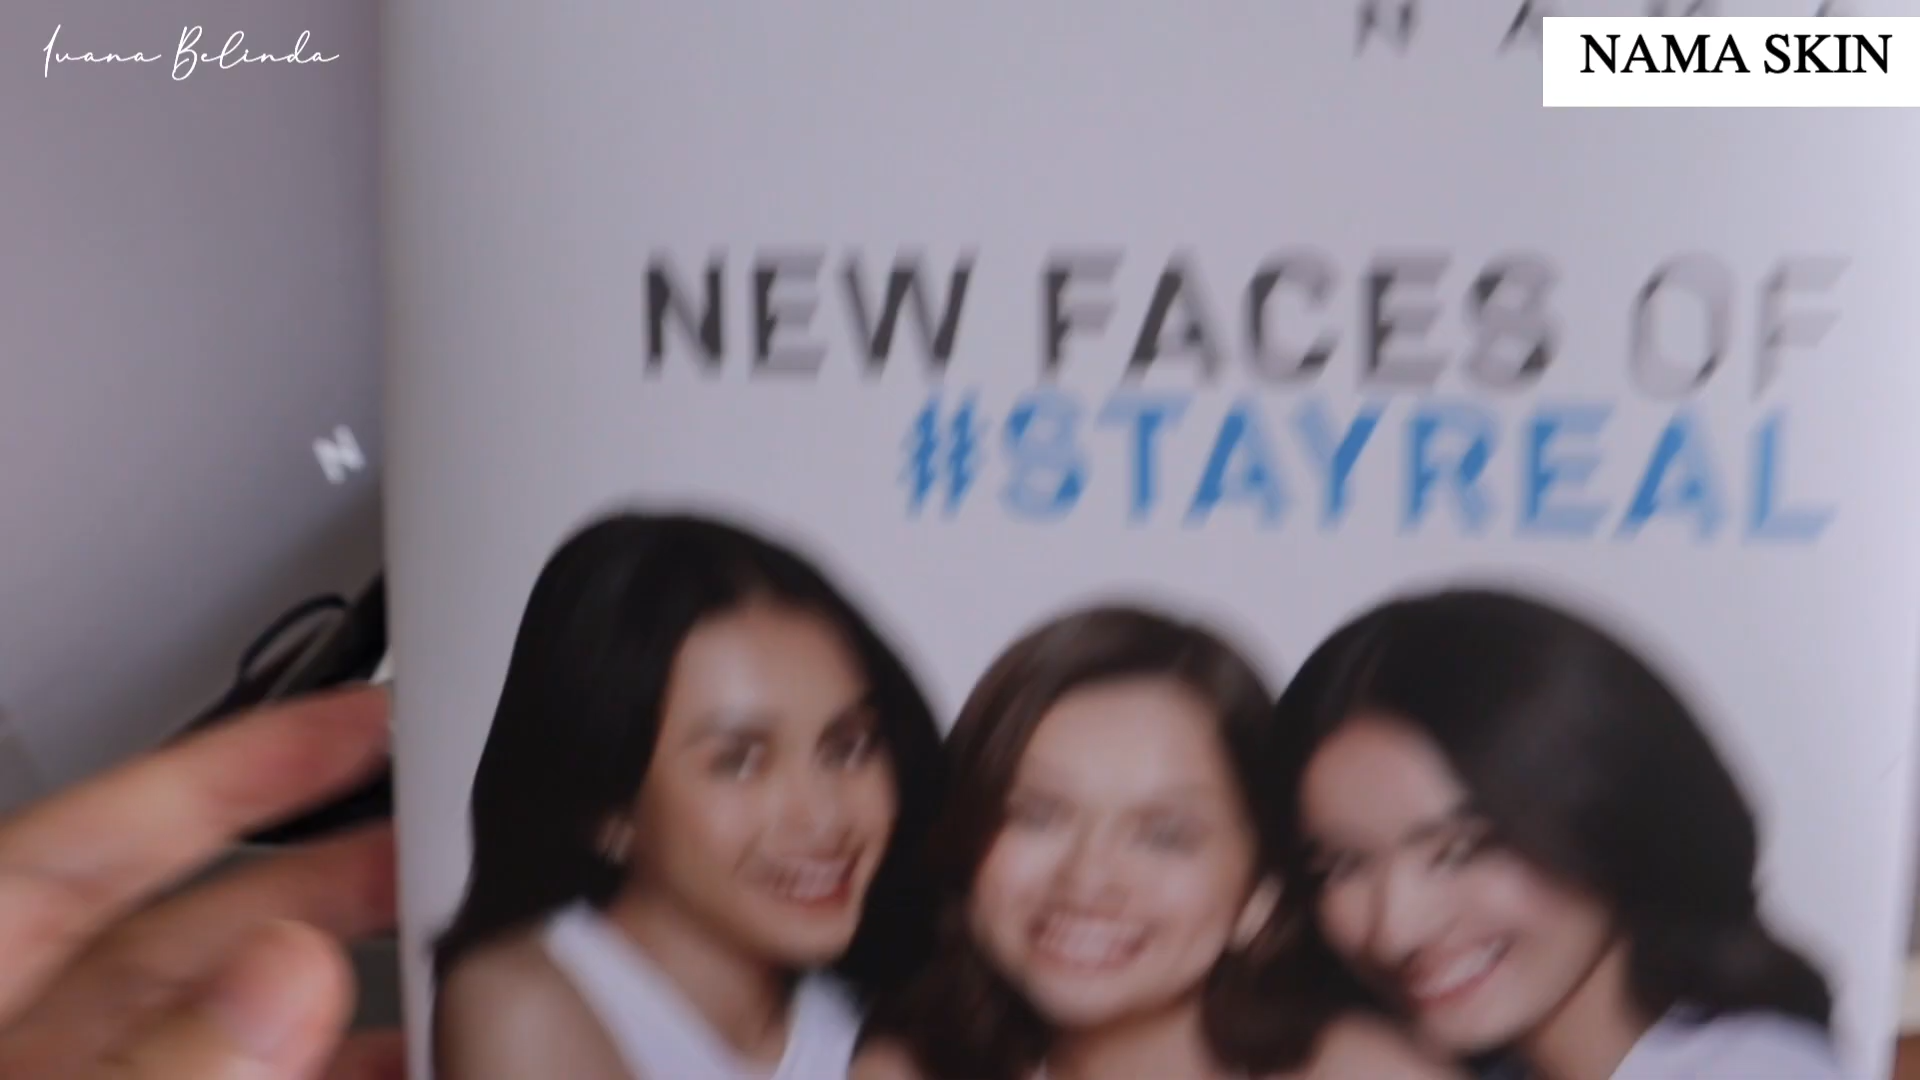 Ivana Belinda
NAMA SKIN
NEW FACES OF
#STAYREAL
N